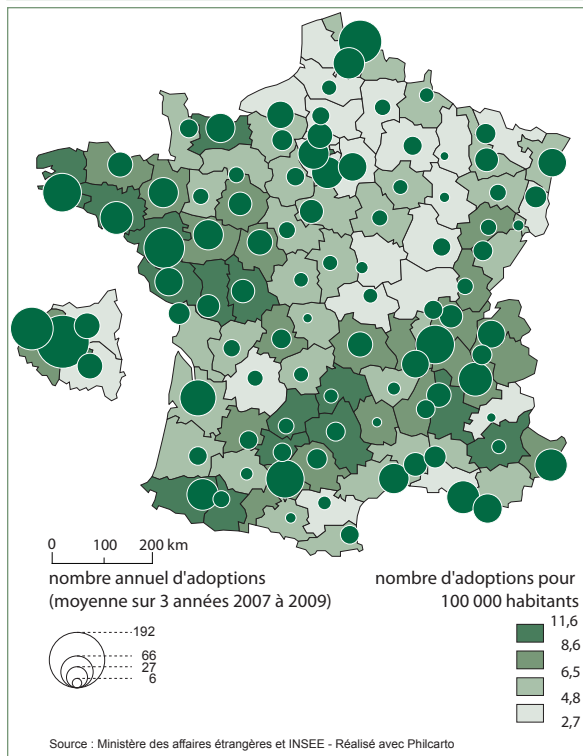 0 100 200 km
nombre annuel d'adoptions
(moyenne sur 3 années 2007 à 2009)
192
66
27
6
nombre d'adoptions pour
100 000 habitants
11,6
8,6
6,5
4,8
2,7
Source : Ministère des affaires étrangères et INSEE - Réalisé avec Philcarto